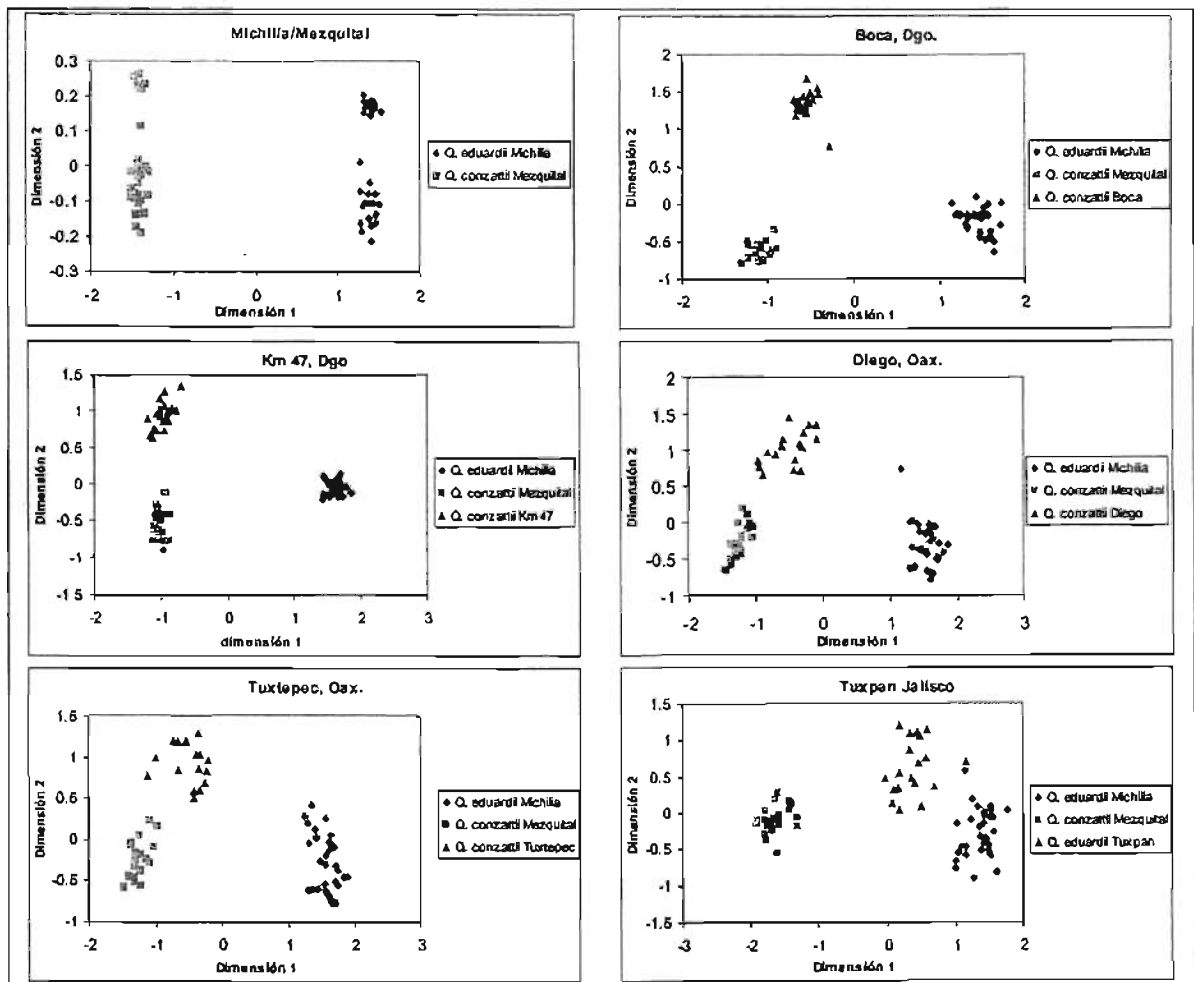 Michilía/Mezquital
0.3
0.2
0.1
0
-0.1
-0.2
-0.3
Dimensión 2
-2 -1 0 1 2
Dimensión 1
Q. eduardii Michilia
Q. conzattii Mezquital
Boca, Dgo.
2
1.5
1
0.5
0
-0.5
-1
Dimensión 2
-2 -1 0 1 2
Dimensión 1
Q. eduardii Michilia
Q. conzattii Mezquital
Q. conzattii Boca
Km 47, Dgo
1.5
1
0.5
0
-0.5
-1
-1.5
Dimensión 2
-2 -1 0 1 2 3
dimensión 1
Q. eduardii Michilia
Q. conzattii Mezquital
Q. conzattii Km 47
Diego, Oax.
2
1.5
1
0.5
0
-0.5
-1
Dimensión 2
-2 -1 0 1 2 3
Dimensión 1
Q. eduardii Michilia
Q. conzattii Mezquital
Q. conzattii Diego
Tuxtepec, Oax.
1.5
1
0.5
0
-0.5
-1
Dimensión 2
-2 -1 0 1 2 3
Dimensión 1
Q. eduardii Michilia
Q. conzattii Mezquital
Q. conzattii Tuxtepec
Tuxpan Jalisco
1.5
1
0.5
0
-0.5
-1
-1.5
Dimensión 2
-3 -2 -1 0 1 2
Dimensión 1
Q. eduardii Michilia
Q. conzattii Mezquital
Q. eduardii Tuxpan